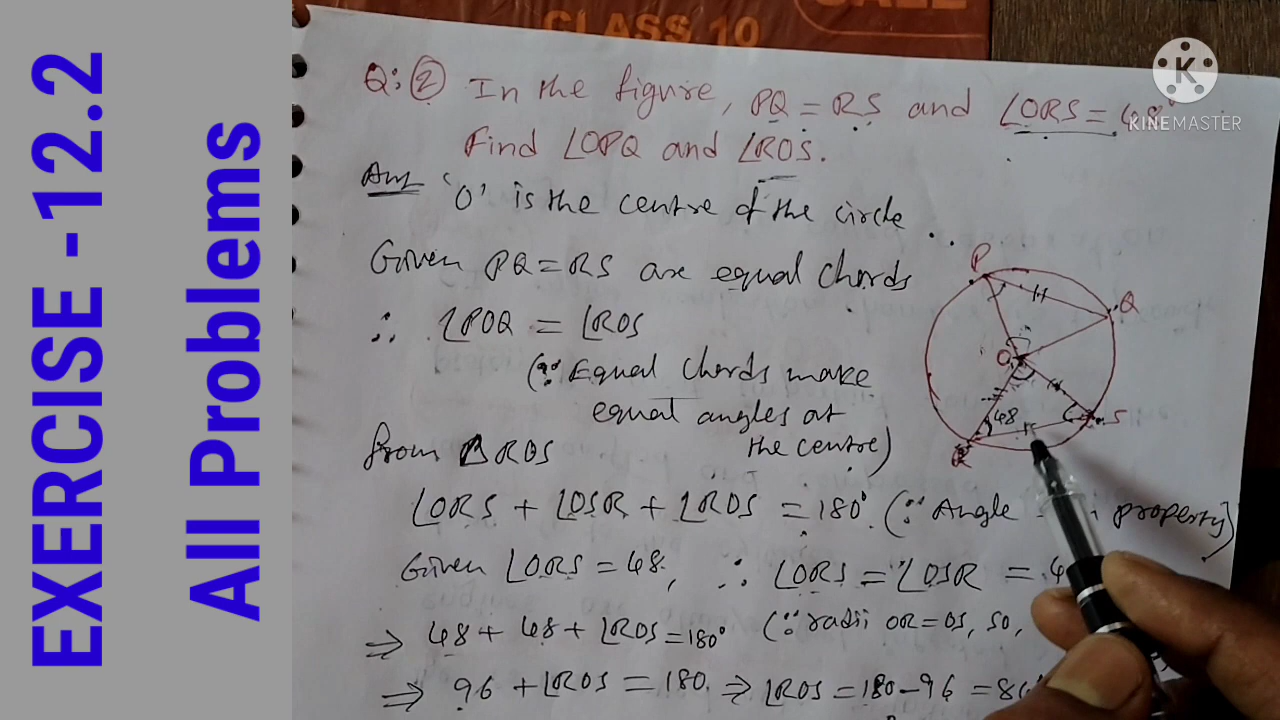 EXERCISE -12.2
All Problems
CLASS 10
K
KINEMASTER
Q: ② In the figure, PQ = RS and ∠ORS = 48°
Find ∠OPQ and ∠ROS.
Ans 'O' is the centre of the circle
Given PQ = RS are equal chords
∴ ∠POQ = ∠ROS
(∵ Equal chords make
equal angles at
the centre)
from Δ ROS
∠ORS + ∠OSR + ∠ROS = 180°. (∵ Angle property)
Given ∠ORS = 48, ∴ ∠ORS = ∠OSR =
⇒ 48 + 48 + ∠ROS = 180° (∵ radii OR = OS, so,
⇒ 96 + ∠ROS = 180. ⇒ ∠ROS = 180 - 96 =
P
Q
O
48
S
R